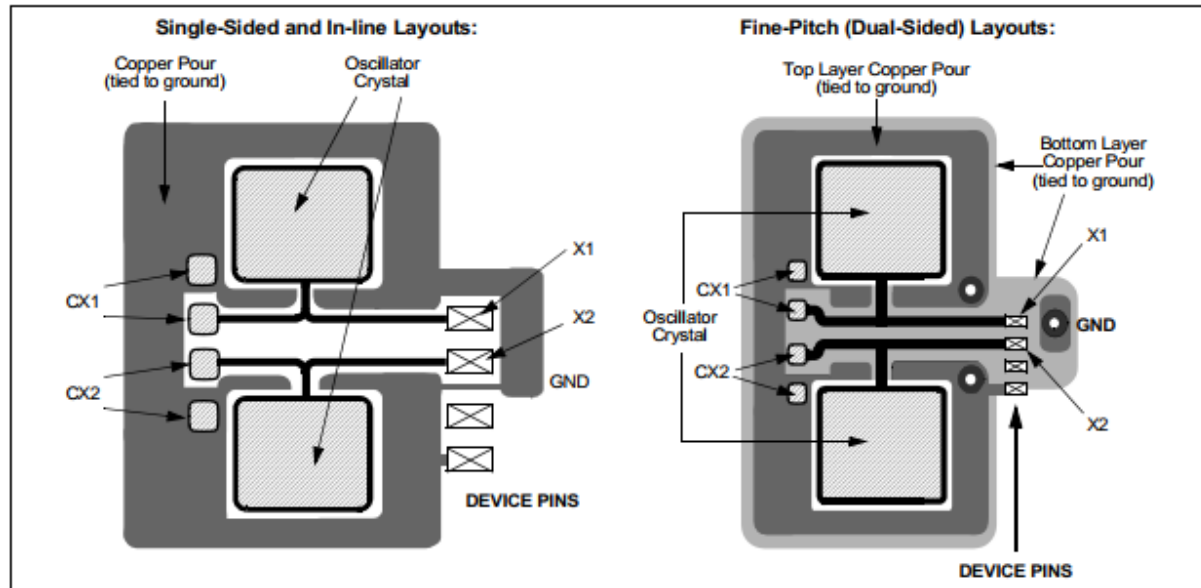 Single-Sided and In-line Layouts:
Copper Pour
(tied to ground)
Oscillator
Crystal
X1
CX1
X2
CX2
GND
DEVICE PINS
Fine-Pitch (Dual-Sided) Layouts:
Top Layer Copper Pour
(tied to ground)
Bottom Layer
Copper Pour
(tied to ground)
X1
CX1
Oscillator
Crystal
GND
CX2
X2
DEVICE PINS